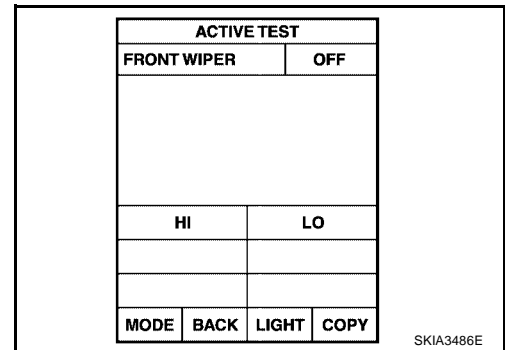 ACTIVE TEST
FRONT WIPER OFF
HI LO
MODE BACK LIGHT COPY
SKIA3486E